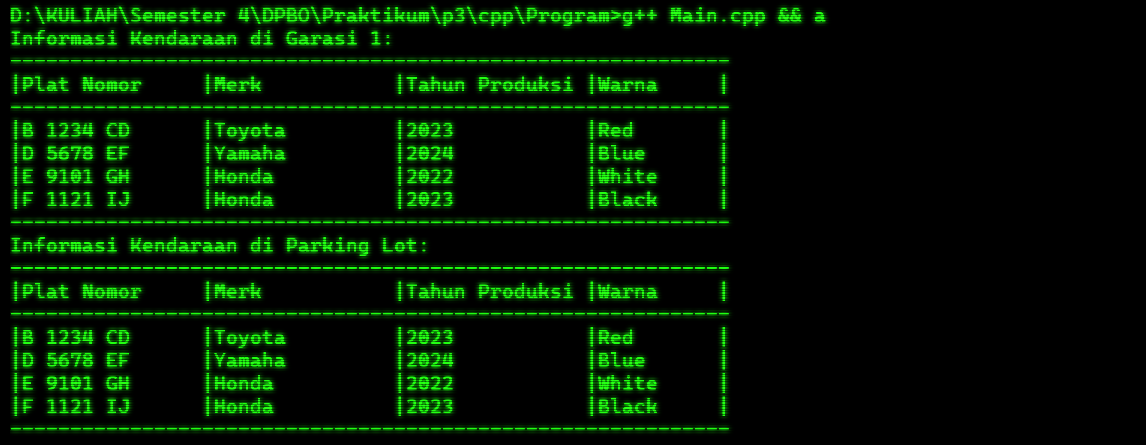 D:\KULIAH\Semester 4\DPBO\Praktikum\p3\cpp\Program>g++ Main.cpp && a
Informasi Kendaraan di Garasi 1:
------------------------------------------------------------
|Plat Nomor     |Merk           |Tahun Produksi |Warna     |
------------------------------------------------------------
|B 1234 CD      |Toyota         |2023           |Red       |
|D 5678 EF      |Yamaha         |2024           |Blue      |
|E 9101 GH      |Honda          |2022           |White     |
|F 1121 IJ      |Honda          |2023           |Black     |
------------------------------------------------------------
Informasi Kendaraan di Parking Lot:
------------------------------------------------------------
|Plat Nomor     |Merk           |Tahun Produksi |Warna     |
------------------------------------------------------------
|B 1234 CD      |Toyota         |2023           |Red       |
|D 5678 EF      |Yamaha         |2024           |Blue      |
|E 9101 GH      |Honda          |2022           |White     |
|F 1121 IJ      |Honda          |2023           |Black     |
------------------------------------------------------------